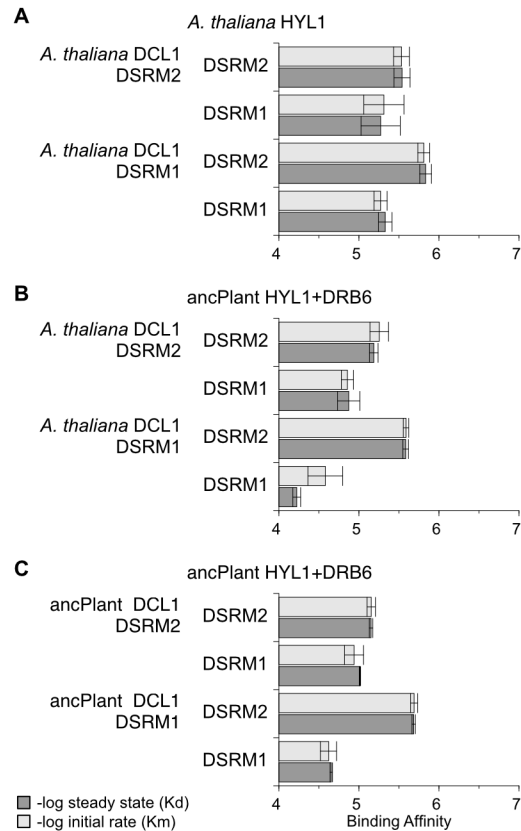 A
A. thaliana HYL1
A. thaliana DCL1
DSRM2
DSRM2
DSRM1
A. thaliana DCL1
DSRM1
DSRM2
DSRM1
4 5 6 7
B
ancPlant HYL1+DRB6
A. thaliana DCL1
DSRM2
DSRM2
DSRM1
A. thaliana DCL1
DSRM1
DSRM2
DSRM1
4 5 6 7
C
ancPlant HYL1+DRB6
ancPlant DCL1
DSRM2
DSRM2
DSRM1
ancPlant DCL1
DSRM1
DSRM2
DSRM1
4 5 6 7
-log steady state (Kd)
-log initial rate (Km)
Binding Affinity